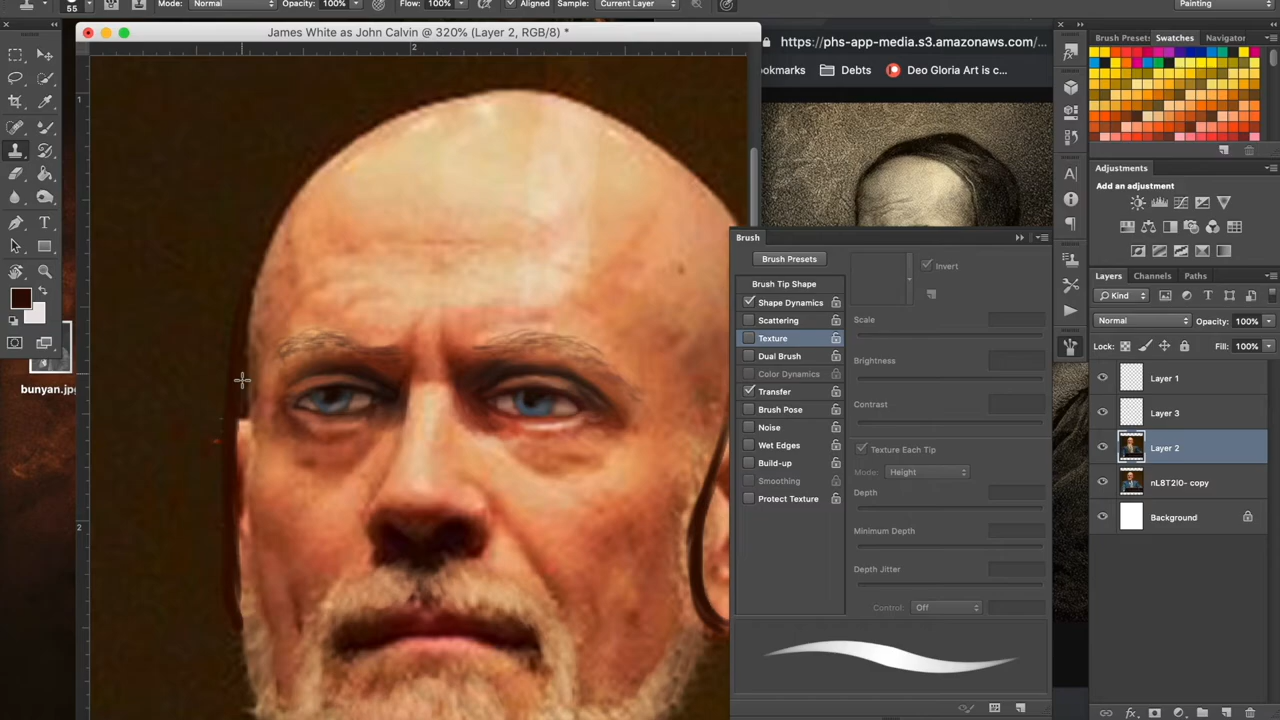 55 Mode: Normal Opacity: 100% Flow: 100% Aligned Sample: Current Layer Painting
James White as John Calvin @ 320% (Layer 2, RGB/8) *
https://phs-app-media.s3.amazonaws.com/...
okmarks Debts Deo Gloria Art is c...
2
1
2
bunyan.jpg
Brush Presets Swatches Navigator
Adjustments
Add an adjustment
Layers Channels Paths
Kind
Normal Opacity: 100%
Lock: Fill: 100%
Layer 1
Layer 3
Layer 2
nL8T2I0- copy
Background
Brush
Brush Presets
Brush Tip Shape
Shape Dynamics
Scattering
Texture
Dual Brush
Color Dynamics
Transfer
Brush Pose
Noise
Wet Edges
Build-up
Smoothing
Protect Texture
Invert
Scale
Brightness
Contrast
Texture Each Tip
Mode: Height
Depth
Minimum Depth
Depth Jitter
Control: Off